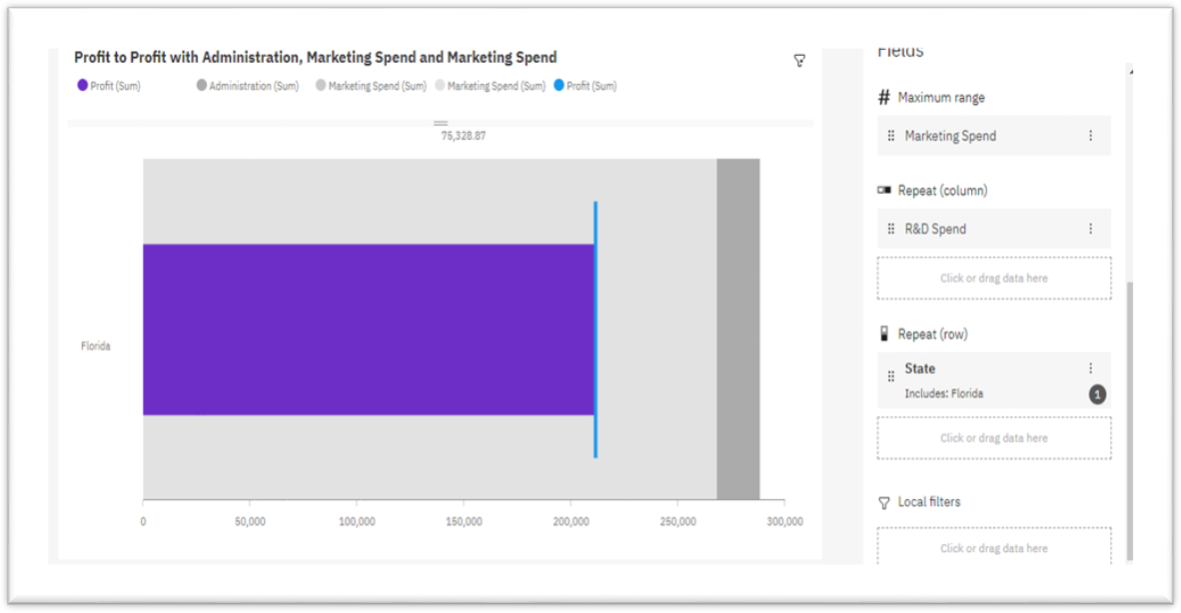 Profit to Profit with Administration, Marketing Spend and Marketing Spend
Profit (Sum) Administration (Sum) Marketing Spend (Sum) Marketing Spend (Sum) Profit (Sum)
75,328.87
Florida
0 50,000 100,000 150,000 200,000 250,000 300,000
Fields
# Maximum range
Marketing Spend
Repeat (column)
R&D Spend
Click or drag data here
Repeat (row)
State
Includes: Florida
1
Click or drag data here
Local filters
Click or drag data here